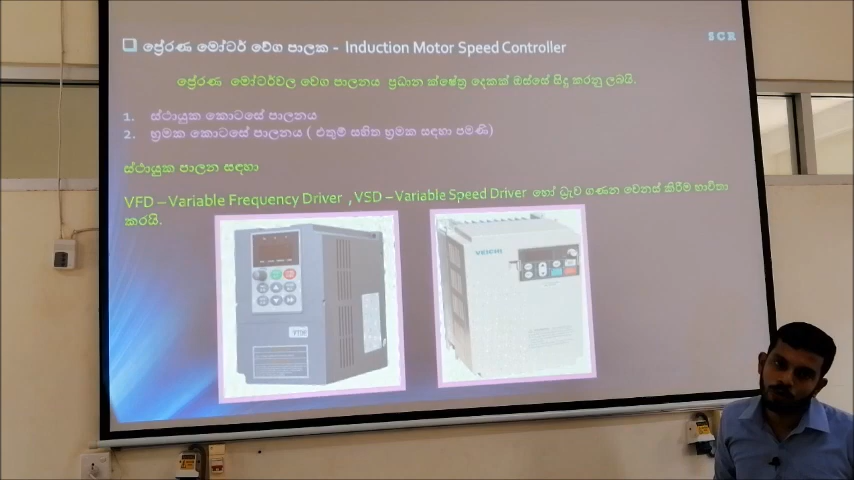 SGR
ප්‍රේරණ මෝටර් වේග පාලක - Induction Motor Speed Controller
ප්‍රේරණ මෝටර්වල වේග පාලනය ප්‍රධාන ක්ෂේත්‍ර දෙකක් ඔස්සේ සිදු කරනු ලබයි.
1. ස්ථායුක කොටසේ පාලනය
2. භ්‍රමක කොටසේ පාලනය ( එතුම් සහිත භ්‍රමක සඳහා පමණි)
ස්ථායුක පාලන සඳහා
VFD – Variable Frequency Driver , VSD – Variable Speed Driver හෝ ධ්‍රැව ගණන වෙනස් කිරීම භාවිතා
කරයි.
VEICHI